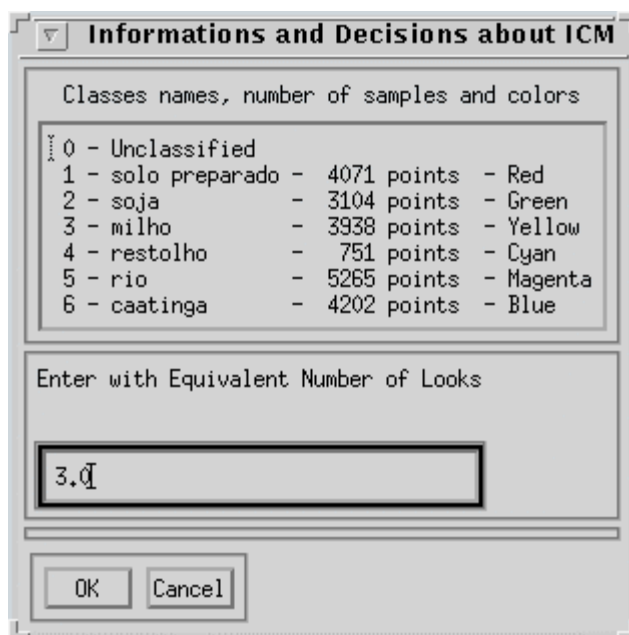 Informations and Decisions about ICM
Classes names, number of samples and colors
0 - Unclassified
1 - solo preparado - 4071 points - Red
2 - soja - 3104 points - Green
3 - milho - 3938 points - Yellow
4 - restolho - 751 points - Cyan
5 - rio - 5265 points - Magenta
6 - caatinga - 4202 points - Blue
Enter with Equivalent Number of Looks
3.0
OK Cancel